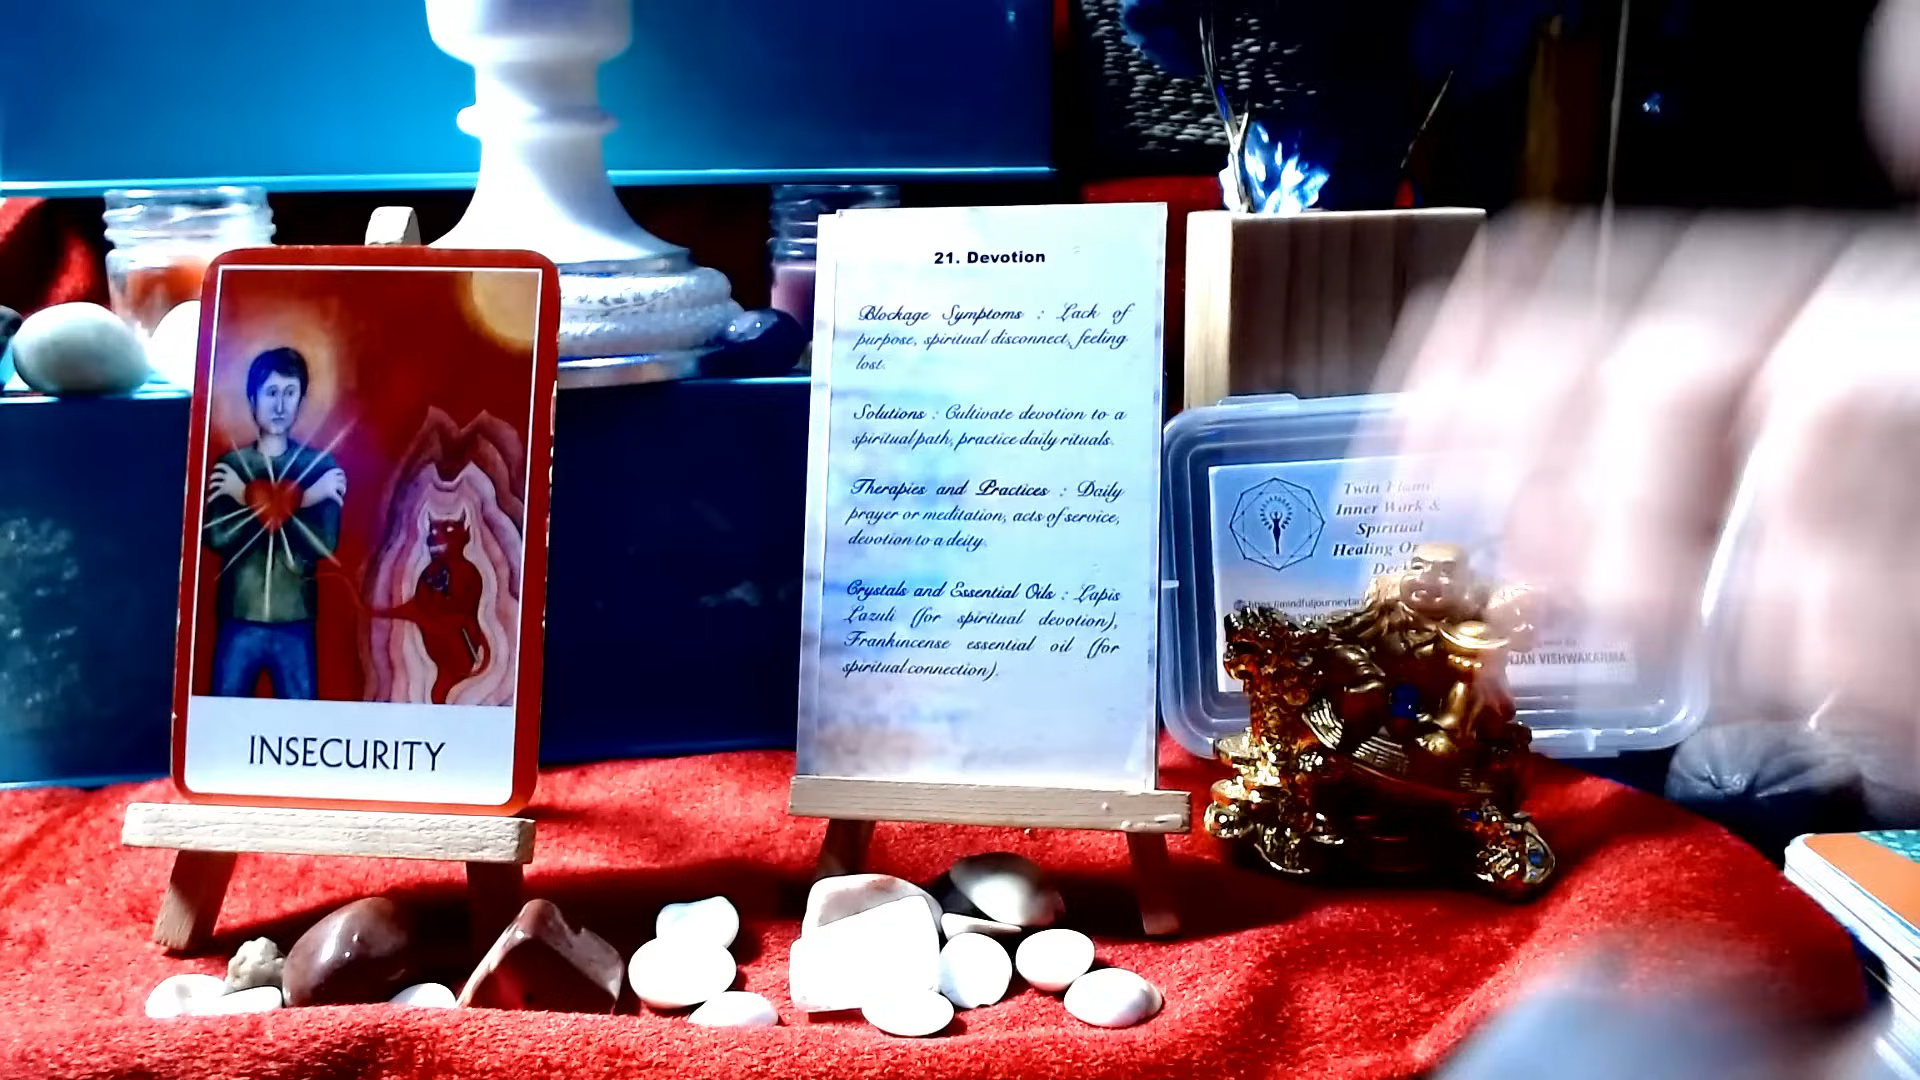 INSECURITY
21. Devotion
Blockage Symptoms : Lack of
purpose, spiritual disconnect, feeling
lost.
Solutions : Cultivate devotion to a
spiritual path, practice daily rituals.
Therapies and Practices : Daily
prayer or meditation, acts of service,
devotion to a deity.
Crystals and Essential Oils : Lapis
Lazuli (for spiritual devotion),
Frankincense essential oil (for
spiritual connection).
Twin Flame
Inner Work &
Spiritual
Healing
VISHWAKARMA